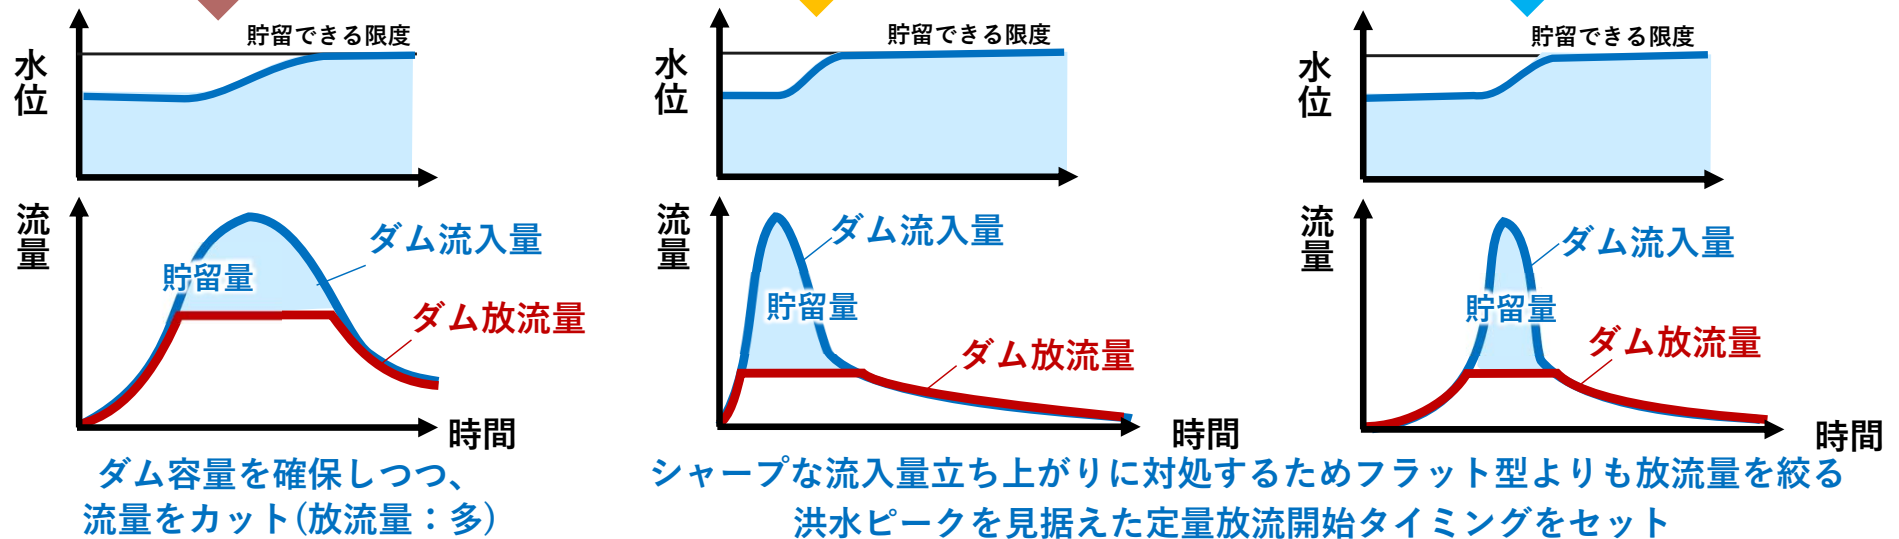 貯留できる限度
水位
流量
ダム流入量
貯留量
ダム放流量
時間
ダム容量を確保しつつ、
流量をカット(放流量：多)
貯留できる限度
水位
流量
ダム流入量
貯留量
ダム放流量
時間
貯留できる限度
水位
流量
ダム流入量
貯留量
ダム放流量
時間
シャープな流入量立ち上がりに対処するためフラット型よりも放流量を絞る
洪水ピークを見据えた定量放流開始タイミングをセット